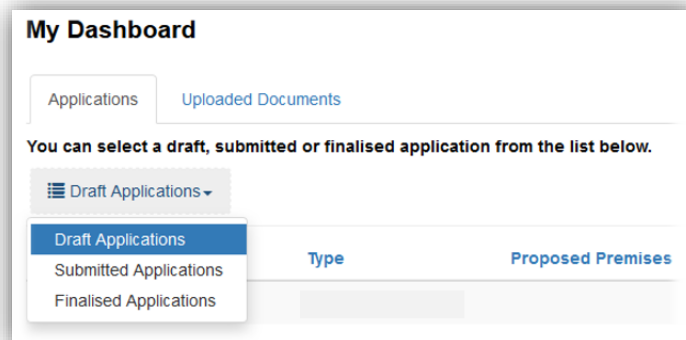 My Dashboard
Applications Uploaded Documents
You can select a draft, submitted or finalised application from the list below.
Draft Applications
Draft Applications
Submitted Applications
Finalised Applications
Type Proposed Premises